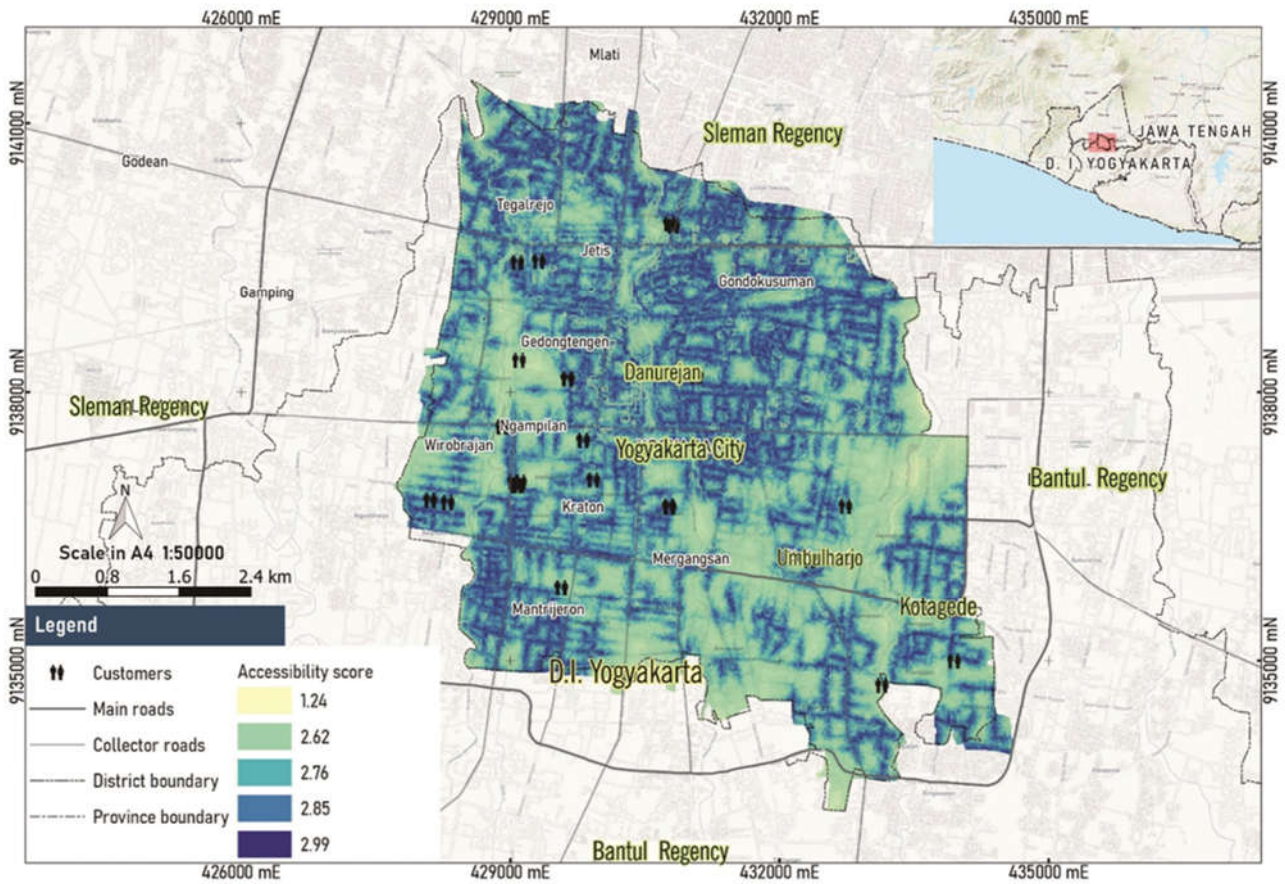 426000 mE
429000 mE
432000 mE
435000 mE
9141000 mN
9138000 mN
9135000 mN
9141000 mN
9138000 mN
9135000 mN
Mlati
Sleman Regency
JAWA TENGAH
D. I. YOGYAKARTA
Godean
Tegalrejo
Jetis
Gondokusuman
Gamping
Gedongtengen
Danurejan
Sleman Regency
Ngampilan
Wirobrajan
Yogyakarta City
Bantul Regency
Kraton
N
Scale in A4 1:50000
0 0.8 1.6 2.4 km
Mergangsan
Umbulharjo
Mantrijeron
Kotagede
D.I. Yogyakarta
Legend
Customers
Main roads
Collector roads
District boundary
Province boundary
Accessibility score
1.24
2.62
2.76
2.85
2.99
Bantul Regency
426000 mE
429000 mE
432000 mE
435000 mE